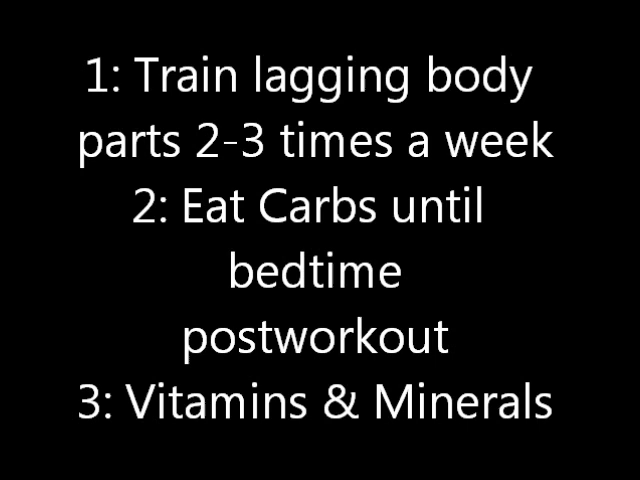 1: Train lagging body
parts 2-3 times a week
2: Eat Carbs until
bedtime
postworkout
3: Vitamins & Minerals